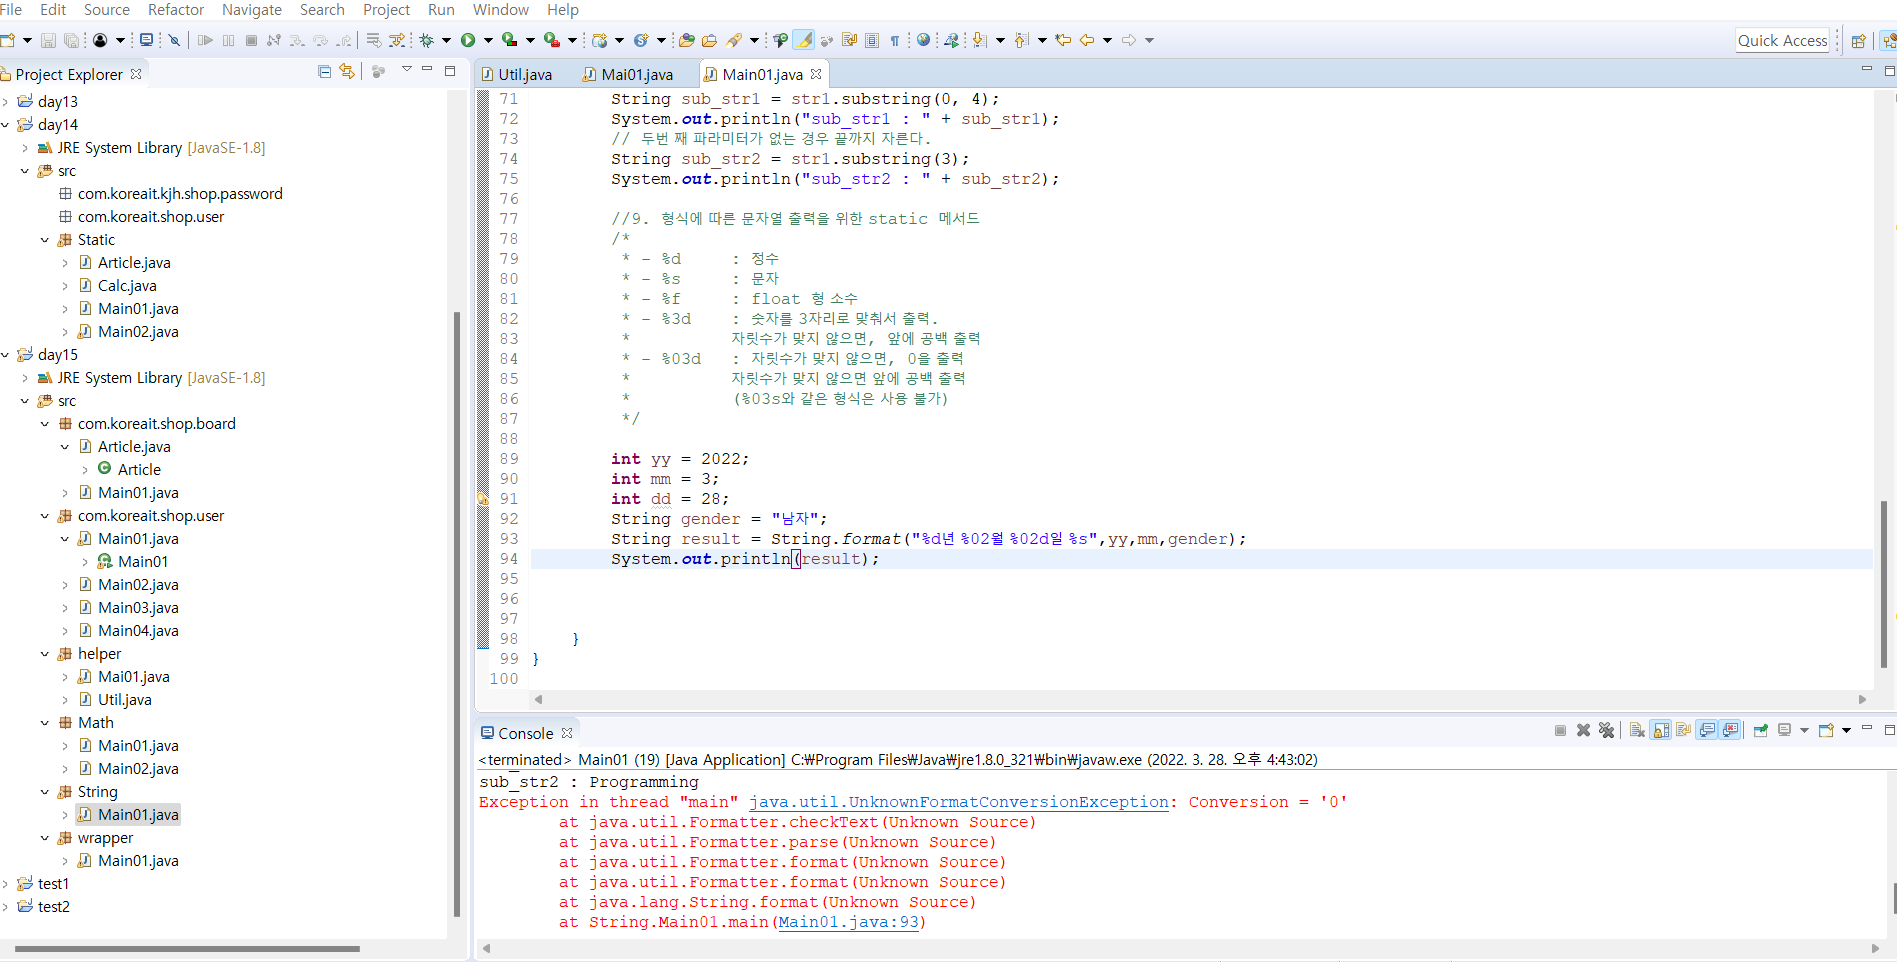 File Edit Source Refactor Navigate Search Project Run Window Help
Quick Access
Project Explorer
day13
day14
JRE System Library [JavaSE-1.8]
src
com.koreait.kjh.shop.password
com.koreait.shop.user
Static
Article.java
Calc.java
Main01.java
Main02.java
day15
JRE System Library [JavaSE-1.8]
src
com.koreait.shop.board
Article.java
Article
Main01.java
com.koreait.shop.user
Main01.java
Main01
Main02.java
Main03.java
Main04.java
helper
Mai01.java
Util.java
Math
Main01.java
Main02.java
String
Main01.java
wrapper
Main01.java
test1
test2
Util.java Mai01.java Main01.java
71 String sub_str1 = str1.substring(0, 4);
72 System.out.println("sub_str1 : " + sub_str1);
73 // 두번 째 파라미터가 없는 경우 끝까지 자른다.
74 String sub_str2 = str1.substring(3);
75 System.out.println("sub_str2 : " + sub_str2);
76
77 //9. 형식에 따른 문자열 출력을 위한 static 메서드
78 /*
79 * - %d : 정수
80 * - %s : 문자
81 * - %f : float 형 소수
82 * - %3d : 숫자를 3자리로 맞춰서 출력.
83 * 자릿수가 맞지 않으면, 앞에 공백 출력
84 * - %03d : 자릿수가 맞지 않으면, 0을 출력
85 * 자릿수가 맞지 않으면 앞에 공백 출력
86 * (%03s와 같은 형식은 사용 불가)
87 */
88
89 int yy = 2022;
90 int mm = 3;
91 int dd = 28;
92 String gender = "남자";
93 String result = String.format("%d년 %02월 %02d일 %s",yy,mm,gender);
94 System.out.println(result);
95
96
97
98 }
99 }
100
Console
<terminated> Main01 (19) [Java Application] C:₩Program Files₩Java₩jre1.8.0_321₩bin₩javaw.exe (2022. 3. 28. 오후 4:43:02)
sub_str2 : Programming
Exception in thread "main" java.util.UnknownFormatConversionException: Conversion = '0'
at java.util.Formatter.checkText(Unknown Source)
at java.util.Formatter.parse(Unknown Source)
at java.util.Formatter.format(Unknown Source)
at java.util.Formatter.format(Unknown Source)
at java.lang.String.format(Unknown Source)
at String.Main01.main(Main01.java:93)